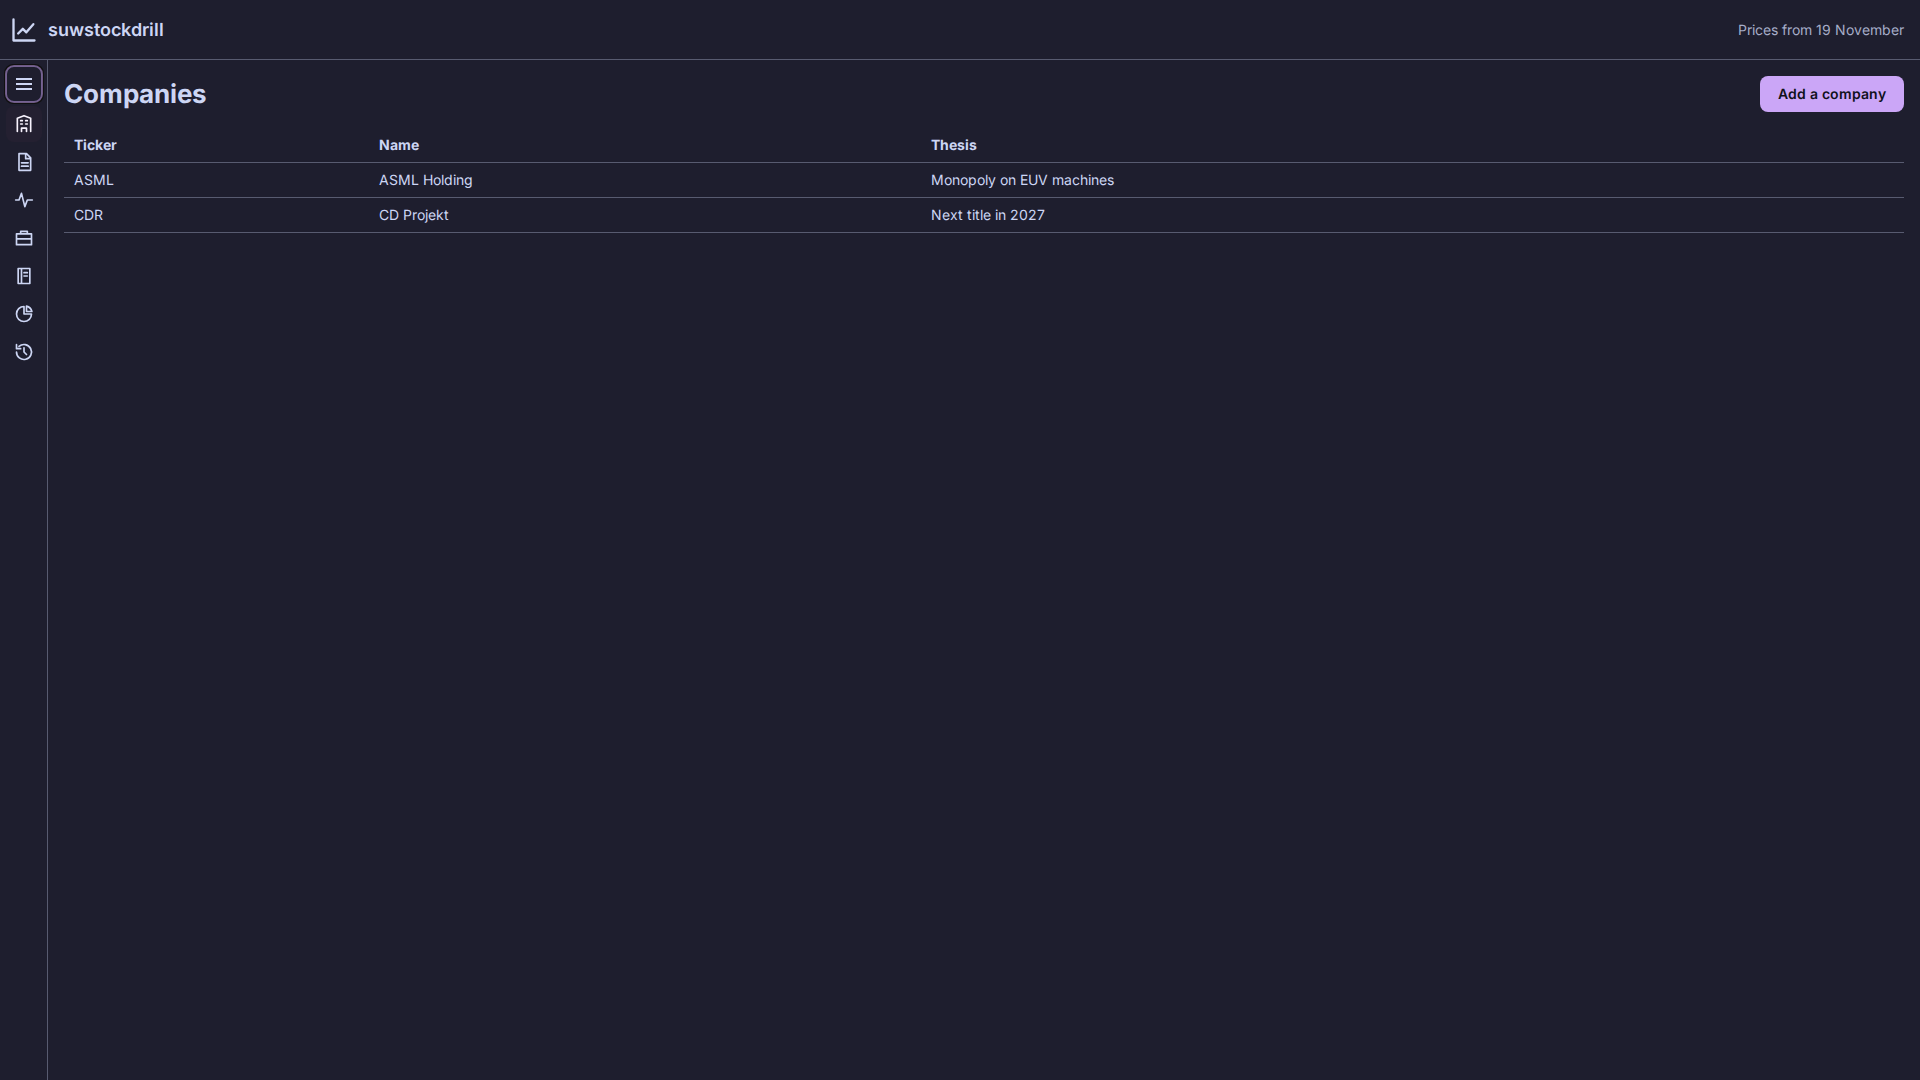 suwstockdrill
Prices from 19 November
Companies
Add a company
Ticker Name Thesis
ASML ASML Holding Monopoly on EUV machines
CDR CD Projekt Next title in 2027